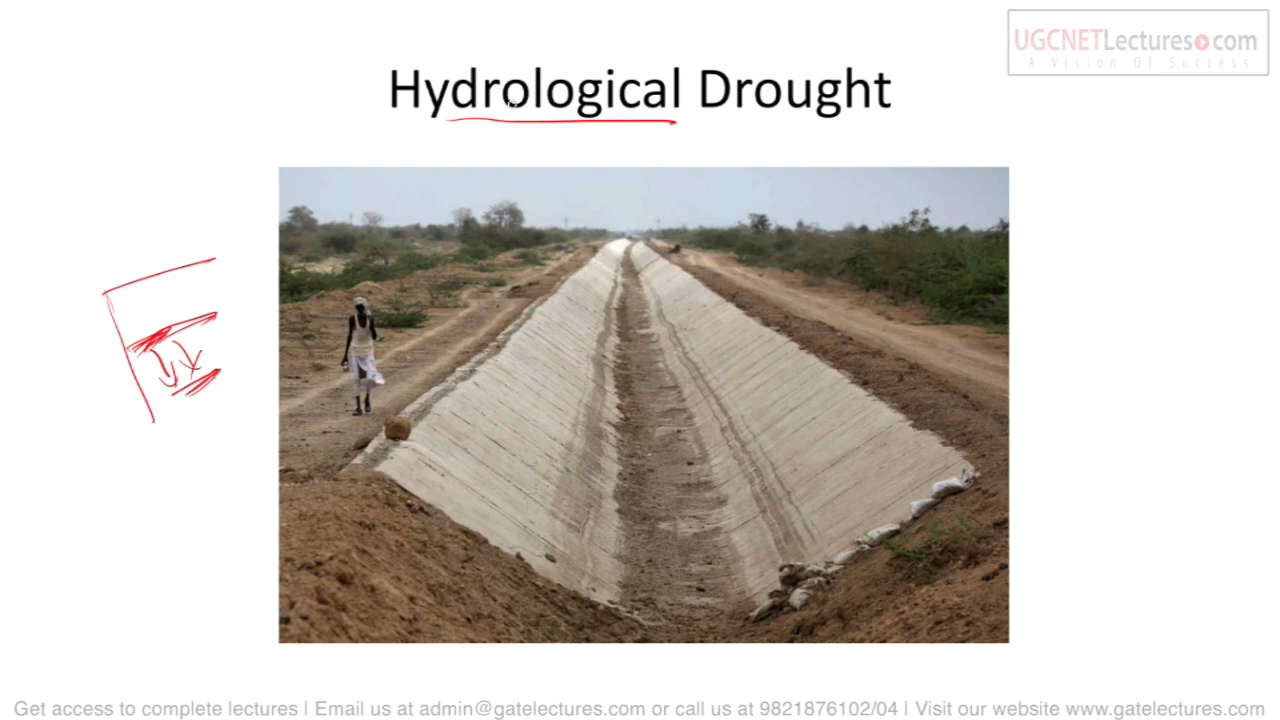 UGCNETLectures.com
A Vision Of Success
Hydrological Drought
Get access to complete lectures | Email us at admin@gatelectures.com or call us at 9821876102/04 | Visit our website www.gatelectures.com